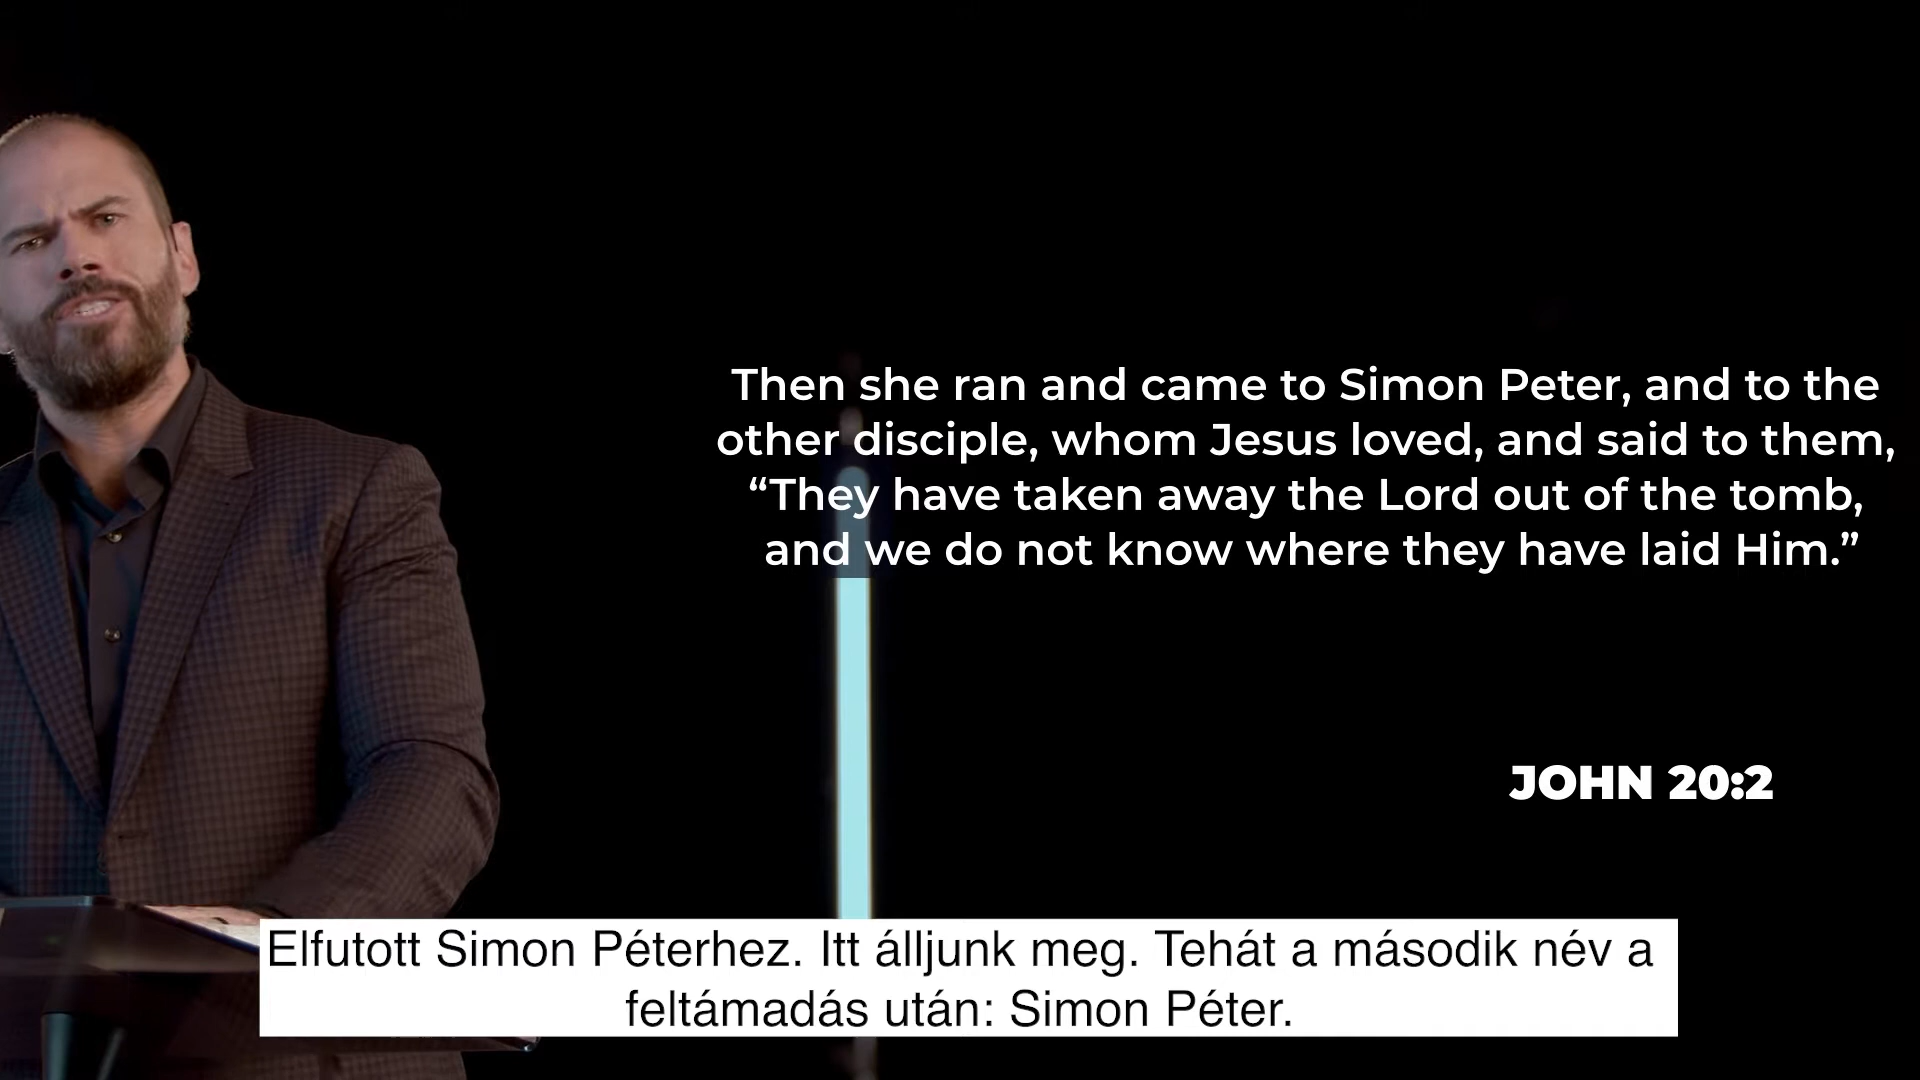 Then she ran and came to Simon Peter, and to the
other disciple, whom Jesus loved, and said to them,
“They have taken away the Lord out of the tomb,
and we do not know where they have laid Him.”
JOHN 20:2
Elfutott Simon Péterhez. Itt álljunk meg. Tehát a második név a
feltámadás után: Simon Péter.